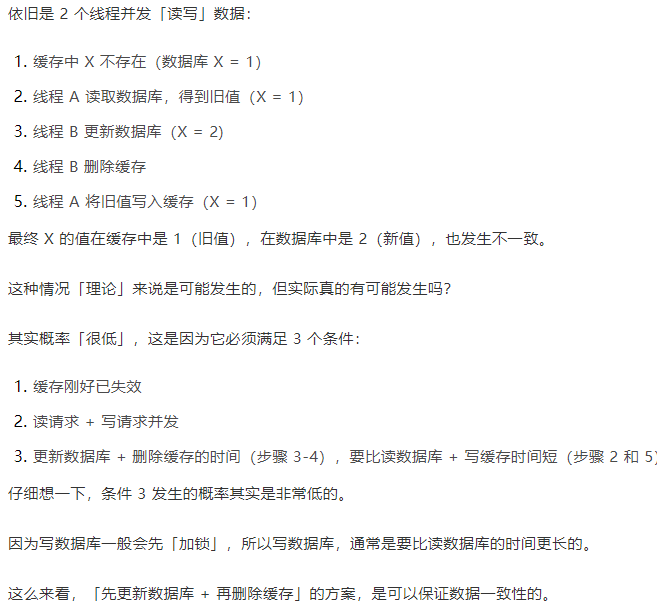 依旧是 2 个线程并发「读写」数据：
1. 缓存中 X 不存在（数据库 X = 1）
2. 线程 A 读取数据库，得到旧值（X = 1）
3. 线程 B 更新数据库（X = 2)
4. 线程 B 删除缓存
5. 线程 A 将旧值写入缓存（X = 1）
最终 X 的值在缓存中是 1（旧值），在数据库中是 2（新值），也发生不一致。
这种情况「理论」来说是可能发生的，但实际真的有可能发生吗？
其实概率「很低」，这是因为它必须满足 3 个条件：
1. 缓存刚好已失效
2. 读请求 + 写请求并发
3. 更新数据库 + 删除缓存的时间（步骤 3-4），要比读数据库 + 写缓存时间短（步骤 2 和 5）
仔细想一下，条件 3 发生的概率其实是非常低的。
因为写数据库一般会先「加锁」，所以写数据库，通常是要比读数据库的时间更长的。
这么来看，「先更新数据库 + 再删除缓存」的方案，是可以保证数据一致性的。